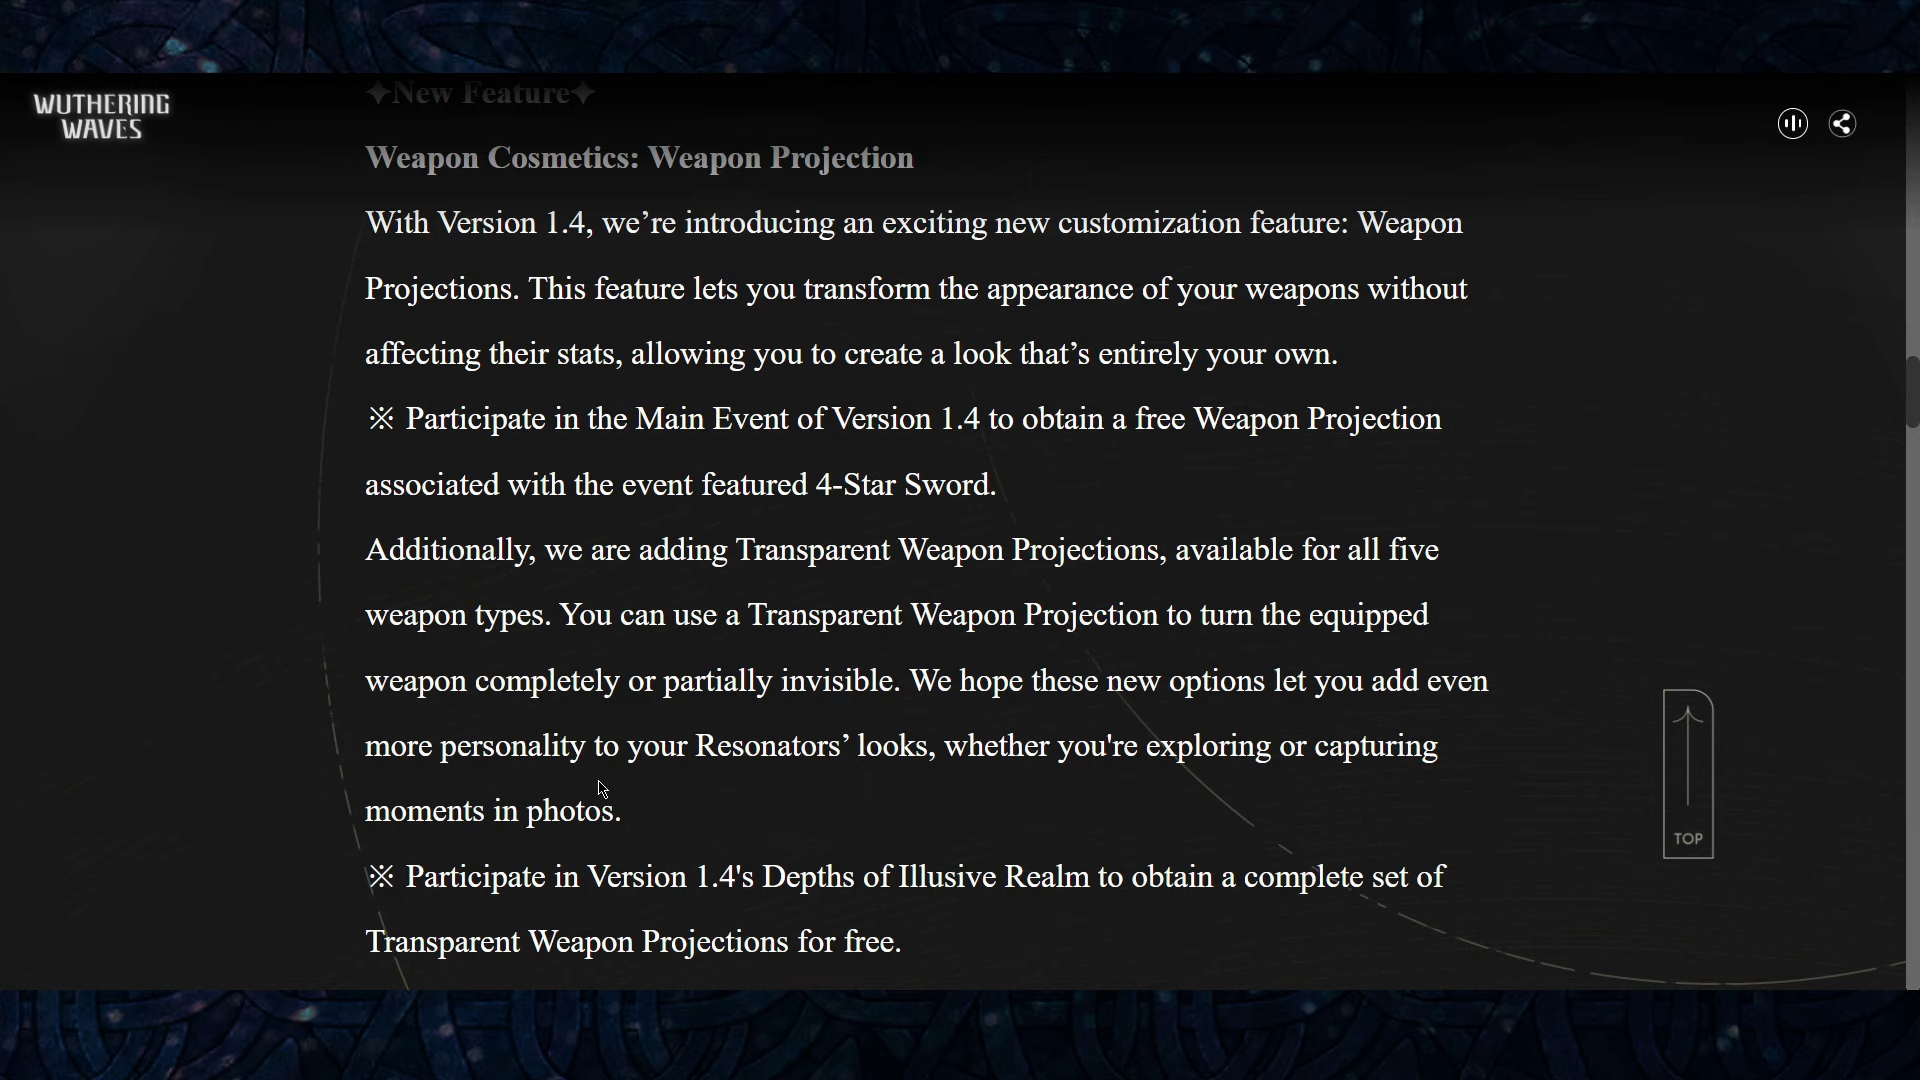 ✦New Feature✦
WUTHERING
WAVES
Weapon Cosmetics: Weapon Projection
With Version 1.4, we’re introducing an exciting new customization feature: Weapon
Projections. This feature lets you transform the appearance of your weapons without
affecting their stats, allowing you to create a look that’s entirely your own.
※ Participate in the Main Event of Version 1.4 to obtain a free Weapon Projection
associated with the event featured 4-Star Sword.
Additionally, we are adding Transparent Weapon Projections, available for all five
weapon types. You can use a Transparent Weapon Projection to turn the equipped
weapon completely or partially invisible. We hope these new options let you add even
more personality to your Resonators’ looks, whether you're exploring or capturing
moments in photos.
TOP
※ Participate in Version 1.4's Depths of Illusive Realm to obtain a complete set of
Transparent Weapon Projections for free.